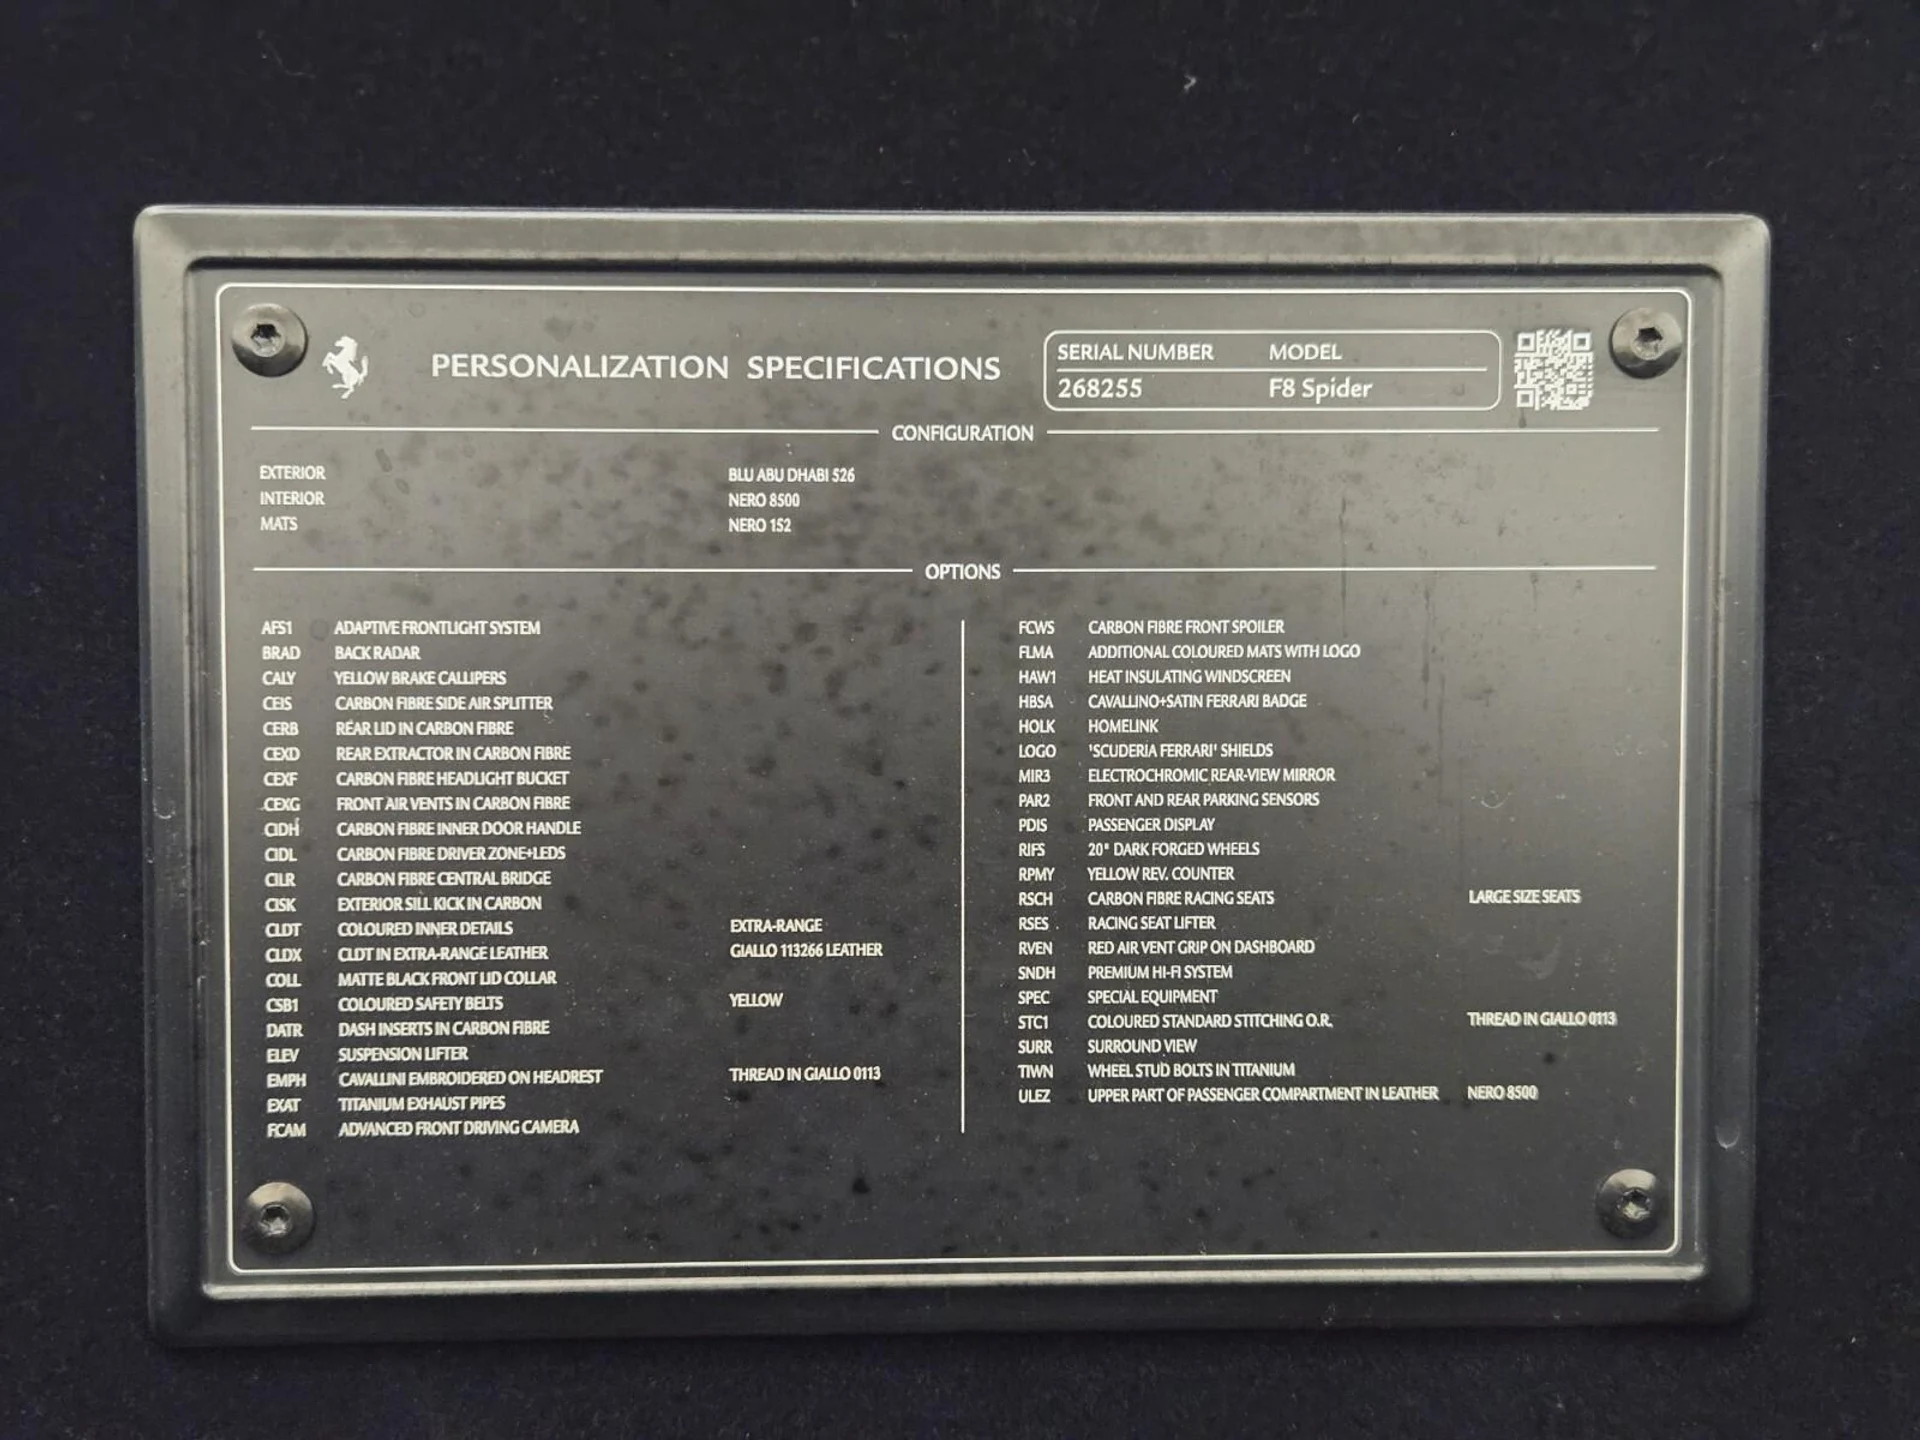 PERSONALIZATION SPECIFICATIONS
SERIAL NUMBER MODEL
268255 F8 Spider
CONFIGURATION
EXTERIOR BLU ABU DHABI 526
INTERIOR NERO 8500
MATS NERO 152
OPTIONS
AFS1 ADAPTIVE FRONTLIGHT SYSTEM
BRAD BACK RADAR
CALY YELLOW BRAKE CALLIPERS
CEIS CARBON FIBRE SIDE AIR SPLITTER
CERB REAR LID IN CARBON FIBRE
CEXD REAR EXTRACTOR IN CARBON FIBRE
CEXF CARBON FIBRE HEADLIGHT BUCKET
CEXG FRONT AIR VENTS IN CARBON FIBRE
CIDH CARBON FIBRE INNER DOOR HANDLE
CIDL CARBON FIBRE DRIVER ZONE+LEDS
CILR CARBON FIBRE CENTRAL BRIDGE
CISK EXTERIOR SILL KICK IN CARBON
CLDT COLOURED INNER DETAILS EXTRA-RANGE
CLDX CLDT IN EXTRA-RANGE LEATHER GIALLO 113266 LEATHER
COLL MATTE BLACK FRONT LID COLLAR
CSB1 COLOURED SAFETY BELTS YELLOW
DATR DASH INSERTS IN CARBON FIBRE
ELEV SUSPENSION LIFTER
EMPH CAVALLINI EMBROIDERED ON HEADREST THREAD IN GIALLO 0113
EXAT TITANIUM EXHAUST PIPES
FCAM ADVANCED FRONT DRIVING CAMERA
FCWS CARBON FIBRE FRONT SPOILER
FLMA ADDITIONAL COLOURED MATS WITH LOGO
HAW1 HEAT INSULATING WINDSCREEN
HBSA CAVALLINO+SATIN FERRARI BADGE
HOLK HOMELINK
LOGO 'SCUDERIA FERRARI' SHIELDS
MIR3 ELECTROCHROMIC REAR-VIEW MIRROR
PAR2 FRONT AND REAR PARKING SENSORS
PDIS PASSENGER DISPLAY
RIFS 20" DARK FORGED WHEELS
RPMY YELLOW REV. COUNTER
RSCH CARBON FIBRE RACING SEATS LARGE SIZE SEATS
RSES RACING SEAT LIFTER
RVEN RED AIR VENT GRIP ON DASHBOARD
SNDH PREMIUM HI-FI SYSTEM
SPEC SPECIAL EQUIPMENT
STC1 COLOURED STANDARD STITCHING O.R. THREAD IN GIALLO 0113
SURR SURROUND VIEW
TIWN WHEEL STUD BOLTS IN TITANIUM
ULEZ UPPER PART OF PASSENGER COMPARTMENT IN LEATHER NERO 8500